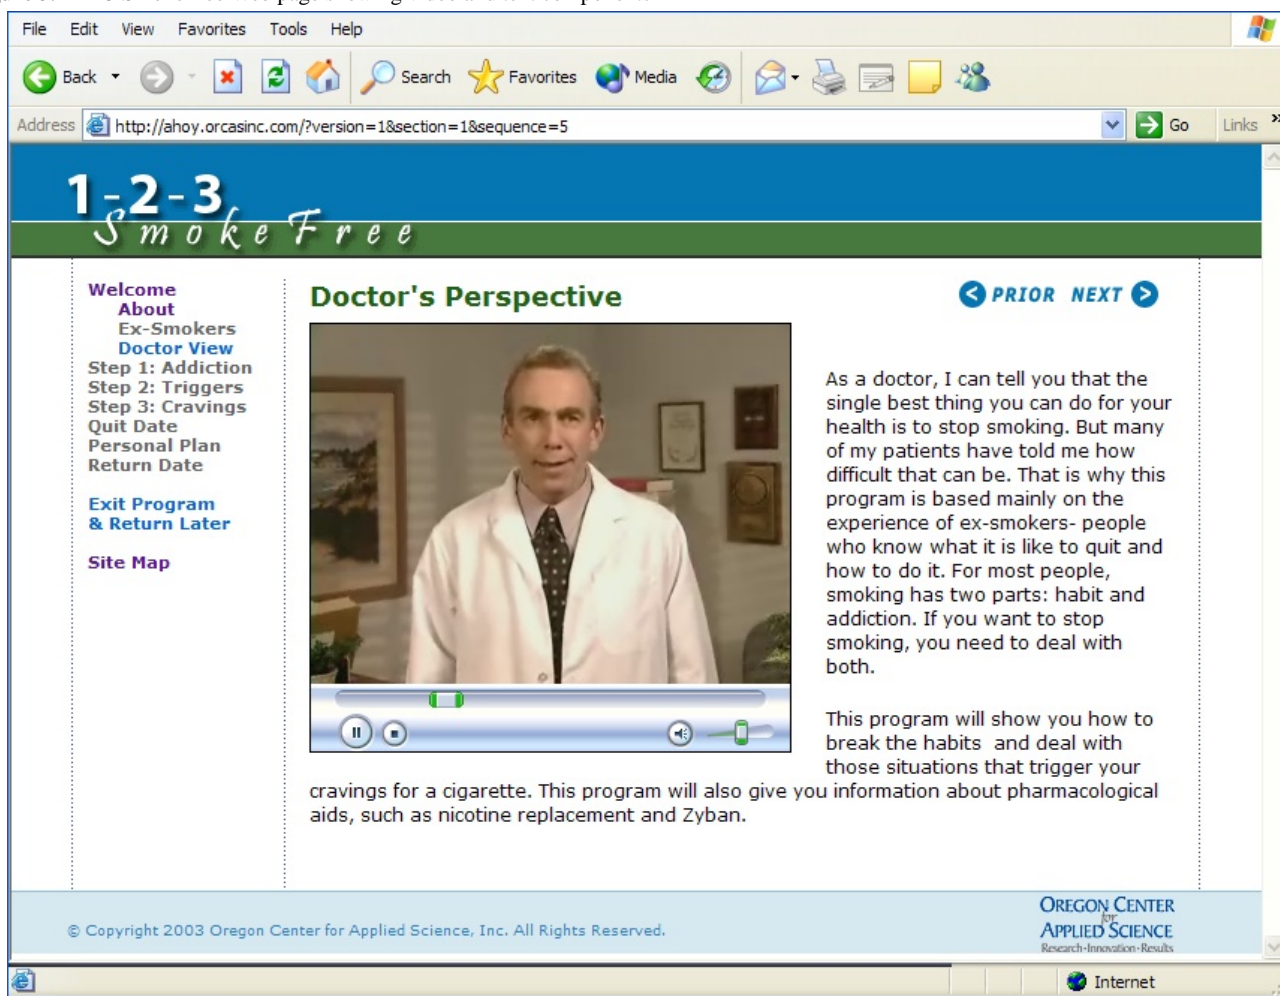 File Edit View Favorites Tools Help
Back Search Favorites Media
Address http://ahoy.orcasinc.com/?version=1&section=1&sequence=5 Go Links »
1-2-3
Smoke Free
Welcome
About
Ex-Smokers
Doctor View
Step 1: Addiction
Step 2: Triggers
Step 3: Cravings
Quit Date
Personal Plan
Return Date
Exit Program
& Return Later
Site Map
Doctor's Perspective
PRIOR NEXT
As a doctor, I can tell you that the
single best thing you can do for your
health is to stop smoking. But many
of my patients have told me how
difficult that can be. That is why this
program is based mainly on the
experience of ex-smokers- people
who know what it is like to quit and
how to do it. For most people,
smoking has two parts: habit and
addiction. If you want to stop
smoking, you need to deal with
both.
This program will show you how to
break the habits and deal with
those situations that trigger your
cravings for a cigarette. This program will also give you information about pharmacological
aids, such as nicotine replacement and Zyban.
© Copyright 2003 Oregon Center for Applied Science, Inc. All Rights Reserved.
OREGON CENTER
for
APPLIED SCIENCE
Research-Innovation-Results
Internet